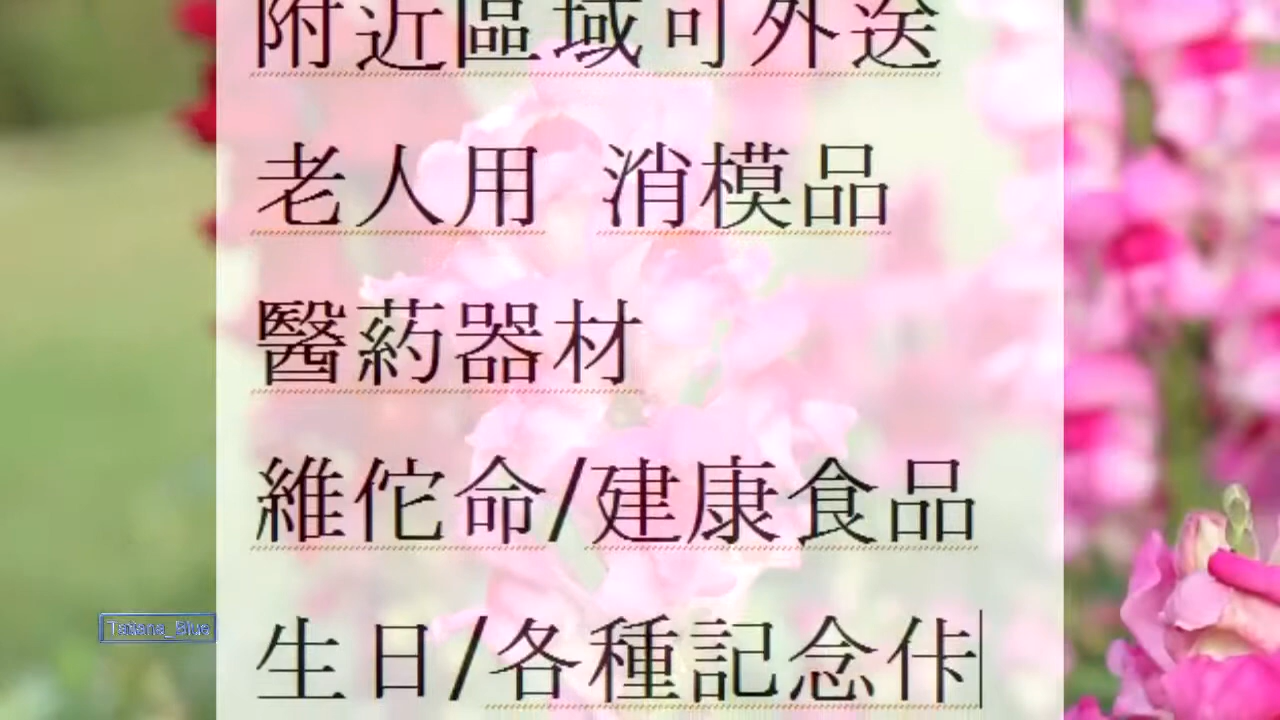 附近區域可外送
老人用 消模品
醫葯器材
維佗命/建康食品
生日/各種記念佧
Tatiana_Blue